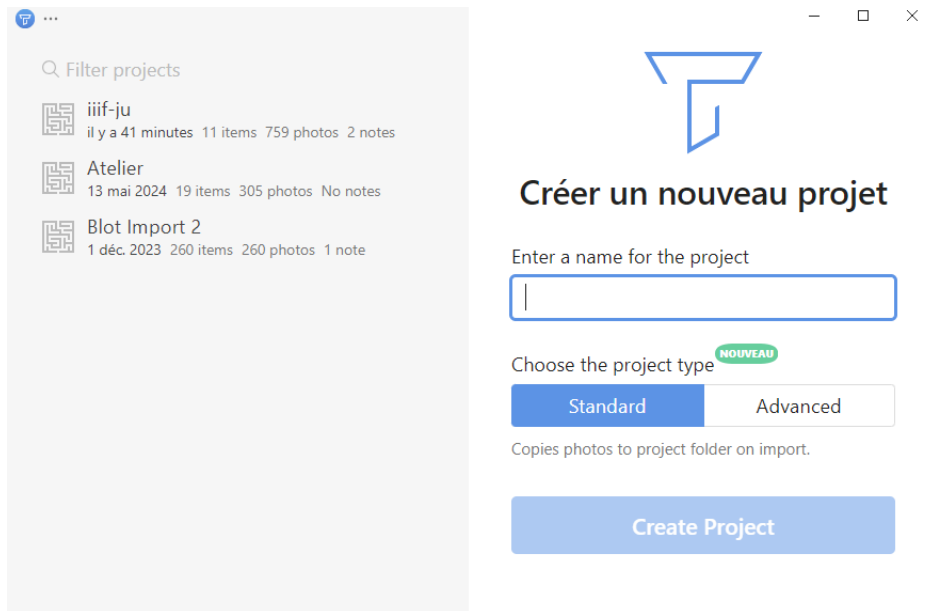 Filter projects
iiif-ju
il y a 41 minutes 11 items 759 photos 2 notes
Atelier
13 mai 2024 19 items 305 photos No notes
Blot Import 2
1 déc. 2023 260 items 260 photos 1 note
Créer un nouveau projet
Enter a name for the project
Choose the project type NOUVEAU
Standard Advanced
Copies photos to project folder on import.
Create Project